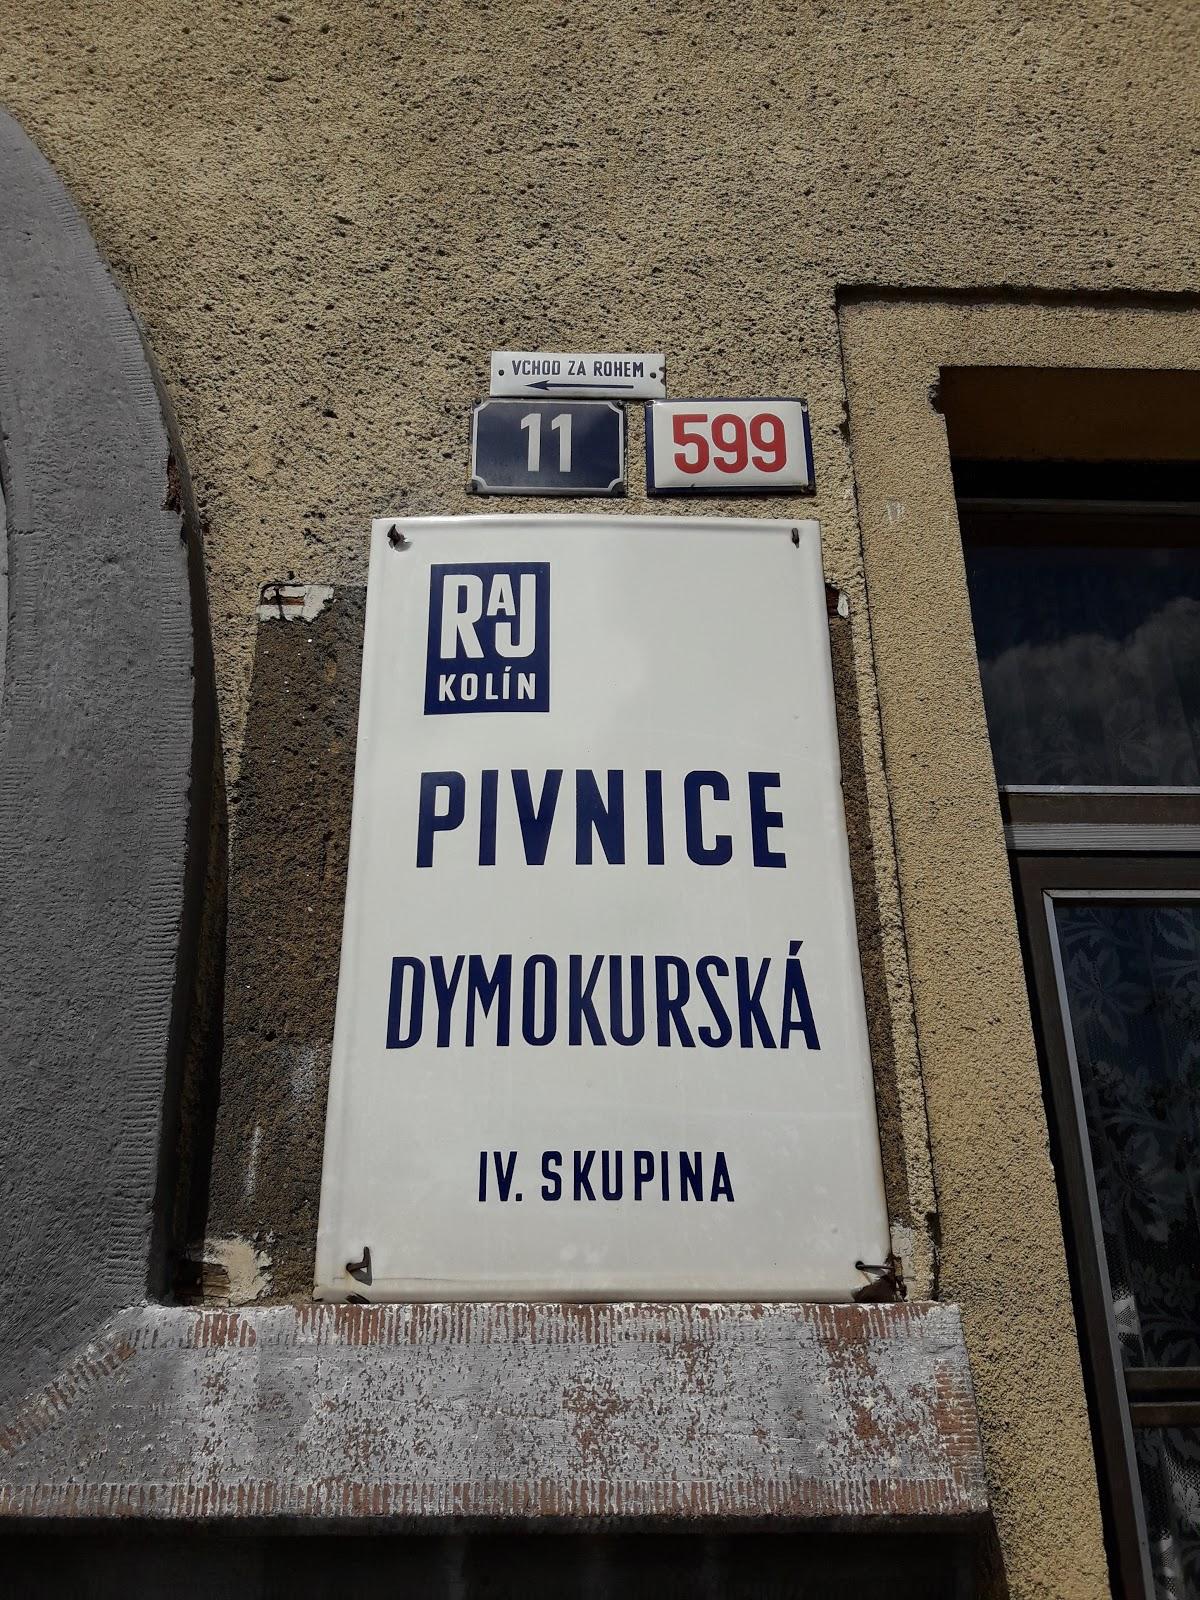 VCHOD ZA ROHEM
11
599
RAJ
KOLÍN
PIVNICE
DYMOKURSKÁ
IV. SKUPINA